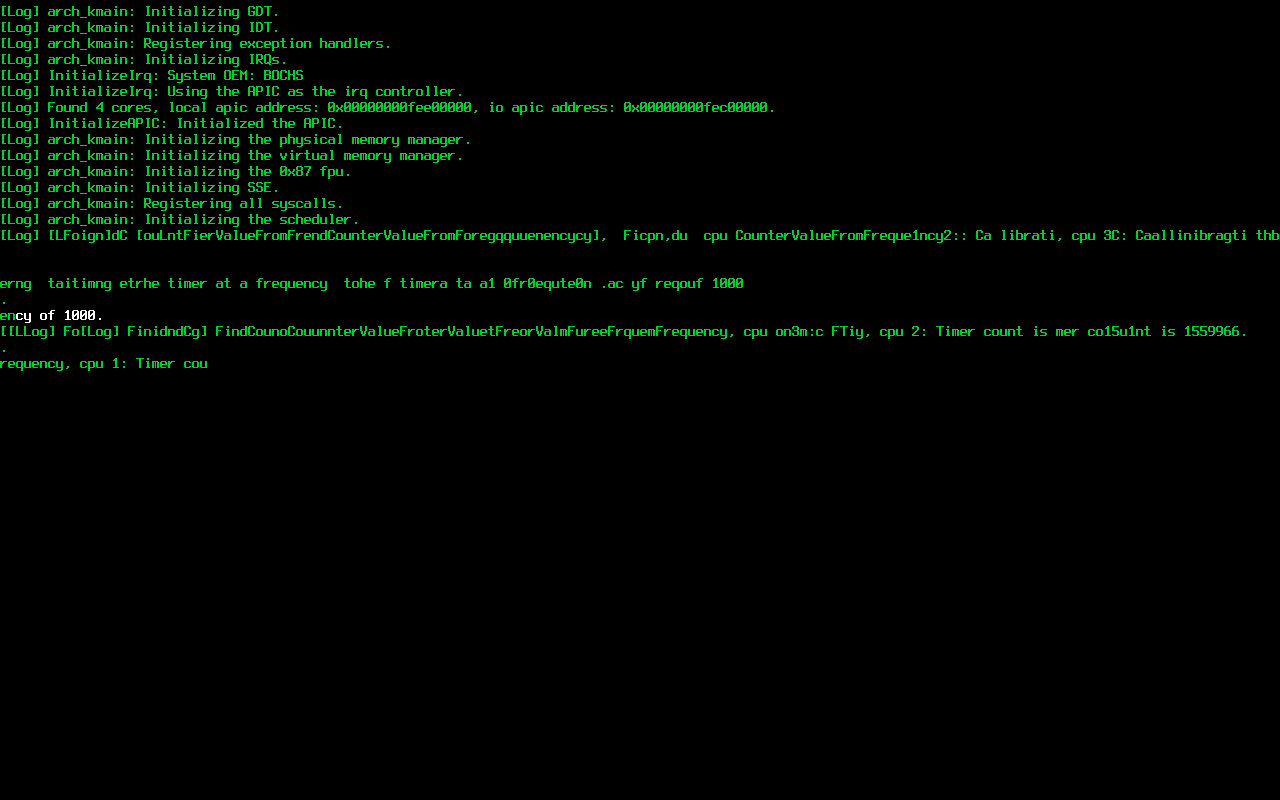 [Log] arch_kmain: Initializing GDT.
[Log] arch_kmain: Initializing IDT.
[Log] arch_kmain: Registering exception handlers.
[Log] arch_kmain: Initializing IRQs.
[Log] InitializeIrq: System OEM: BOCHS
[Log] InitializeIrq: Using the APIC as the irq controller.
[Log] Found 4 cores, local apic address: 0x00000000fee00000, io apic address: 0x00000000fec00000.
[Log] InitializeAPIC: Initialized the APIC.
[Log] arch_kmain: Initializing the physical memory manager.
[Log] arch_kmain: Initializing the virtual memory manager.
[Log] arch_kmain: Initializing the 0x87 fpu.
[Log] arch_kmain: Initializing SSE.
[Log] arch_kmain: Registering all syscalls.
[Log] arch_kmain: Initializing the scheduler.
[Log] [LFoign]dC [ouLntFierValueFromFrendCounterValueFromForegqquuenencycy],  Ficpn,du  cpu CounterValueFromFreque1ncy2:: Ca librati, cpu 3C: Caallinibragti thb
erng  taitimng etrhe timer at a frequency  tohe f timera ta a1 0fr0equte0n .ac yf reqouf 1000
.
ency of 1000.
[[LLog] Fo[Log] FinidndCg] FindCounoCouunnterValueFroterValuetFreorValmFureeFrquemFrequency, cpu on3m:c FTiy, cpu 2: Timer count is mer co15u1nt is 1559966.
.
requency, cpu 1: Timer cou